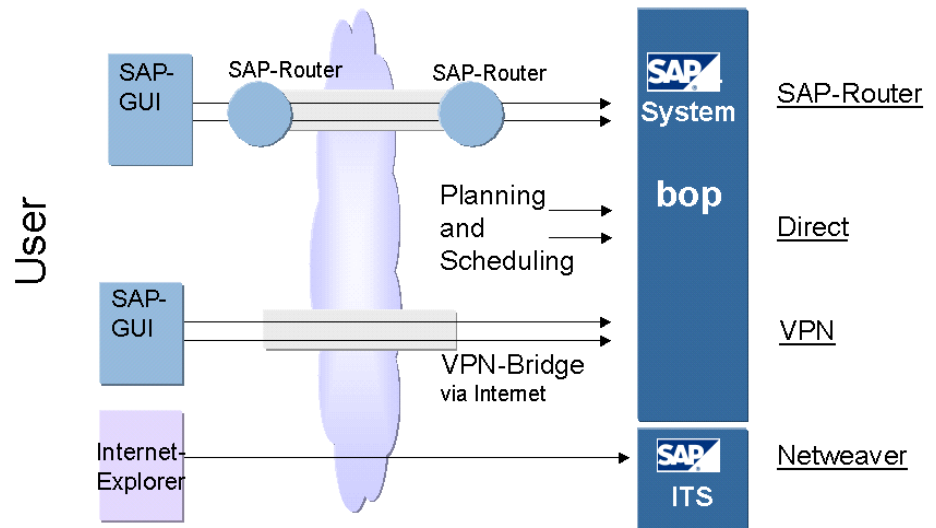 User
SAP-
GUI
SAP-Router
SAP-Router
SAP
System
SAP-Router
bop
Planning
and
Scheduling
Direct
SAP-
GUI
VPN-Bridge
via Internet
VPN
Internet-
Explorer
SAP
ITS
Netweaver